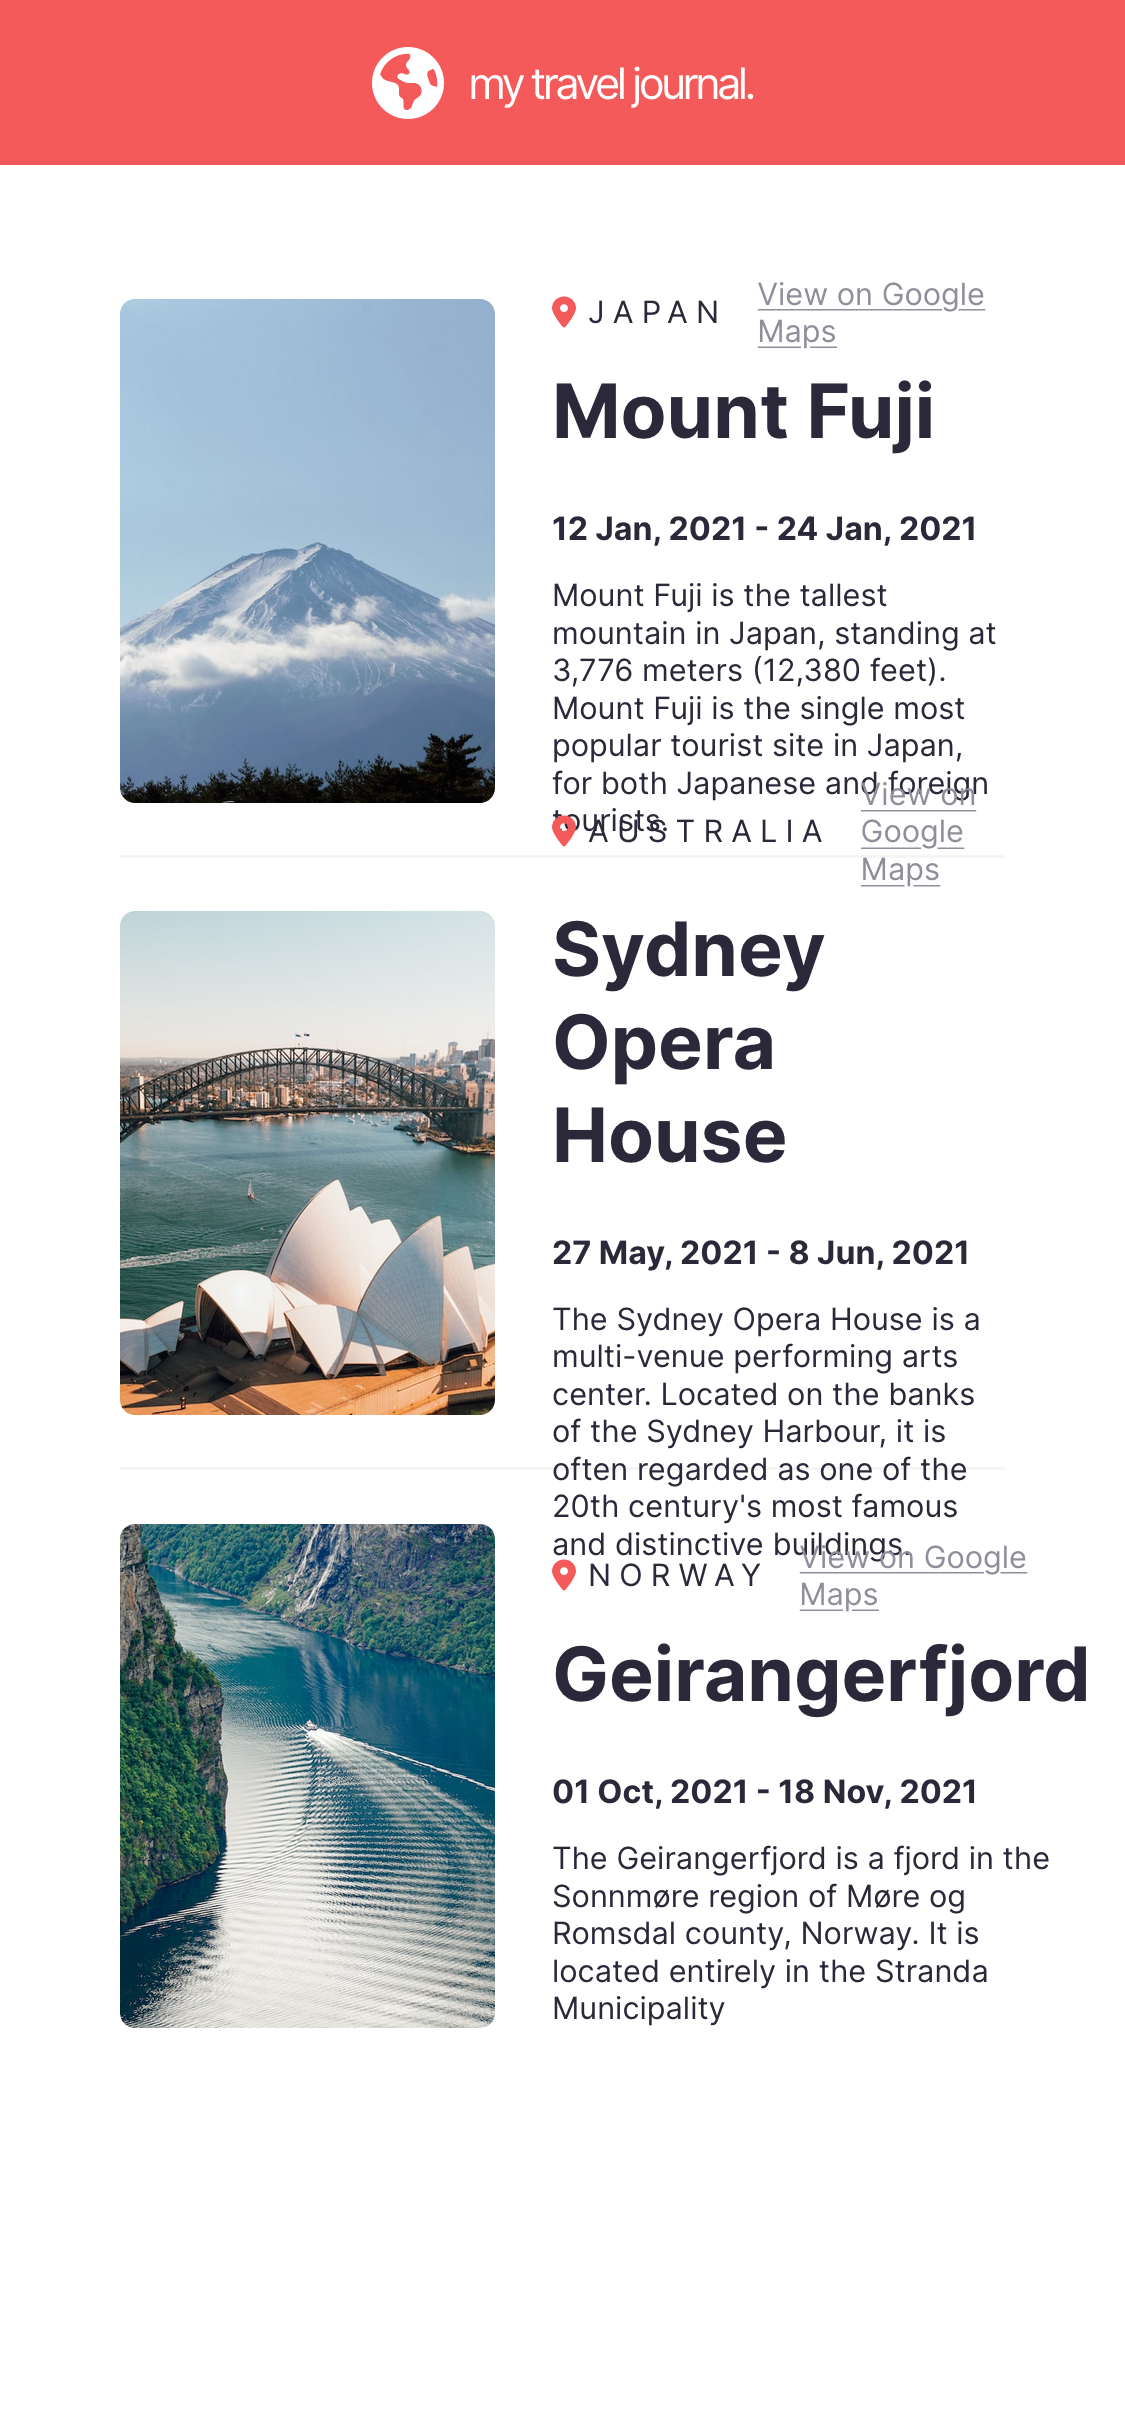 my travel journal.
JAPAN
View on Google
Maps
Mount Fuji
12 Jan, 2021 - 24 Jan, 2021
Mount Fuji is the tallest
mountain in Japan, standing at
3,776 meters (12,380 feet).
Mount Fuji is the single most
popular tourist site in Japan,
for both Japanese and foreign
tourists.
AUSTRALIA
View on
Google
Maps
Sydney
Opera
House
27 May, 2021 - 8 Jun, 2021
The Sydney Opera House is a
multi-venue performing arts
center. Located on the banks
of the Sydney Harbour, it is
often regarded as one of the
20th century's most famous
and distinctive buildings.
NORWAY
View on Google
Maps
Geirangerfjord
01 Oct, 2021 - 18 Nov, 2021
The Geirangerfjord is a fjord in the
Sonnmøre region of Møre og
Romsdal county, Norway. It is
located entirely in the Stranda
Municipality